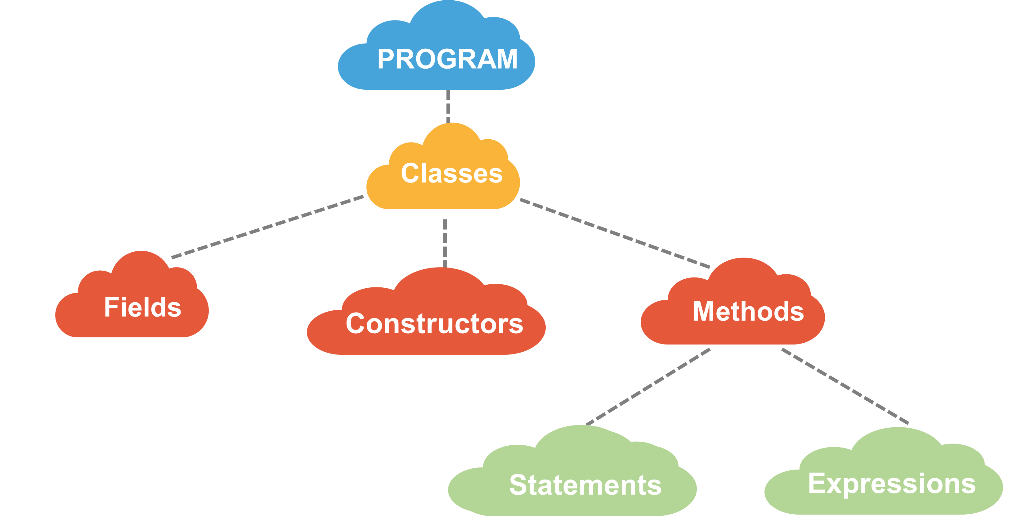 PROGRAM
Classes
Fields
Constructors
Methods
Statements
Expressions